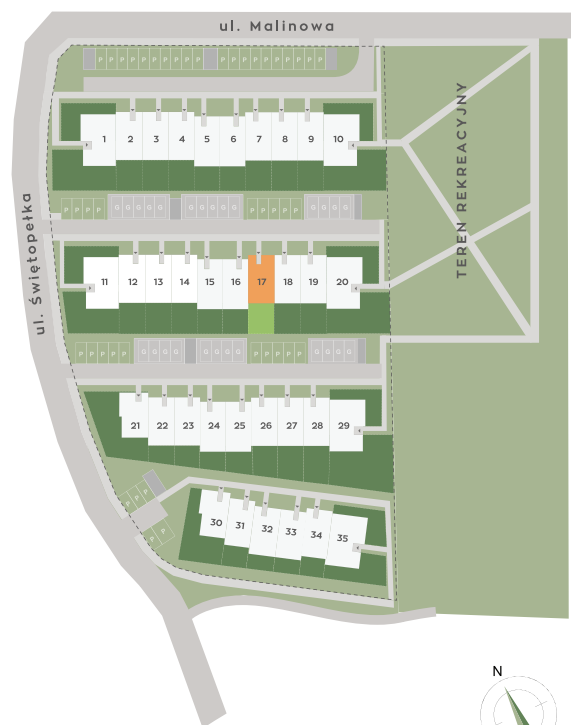 ul. Malinowa
P P P P P P P P P P P P P P P P P P P
1 2 3 4 5 6 7 8 9 10
TEREN REKREACYJNY
ul. Świętopełka
P P P P G G G G G G G G G P P P P P G G G G
11 12 13 14 15 16 17 18 19 20
P P P P P G G G G G G G P P P P P G G G
21 22 23 24 25 26 27 28 29
P P P
30 31 32 33 34 35
P P
N